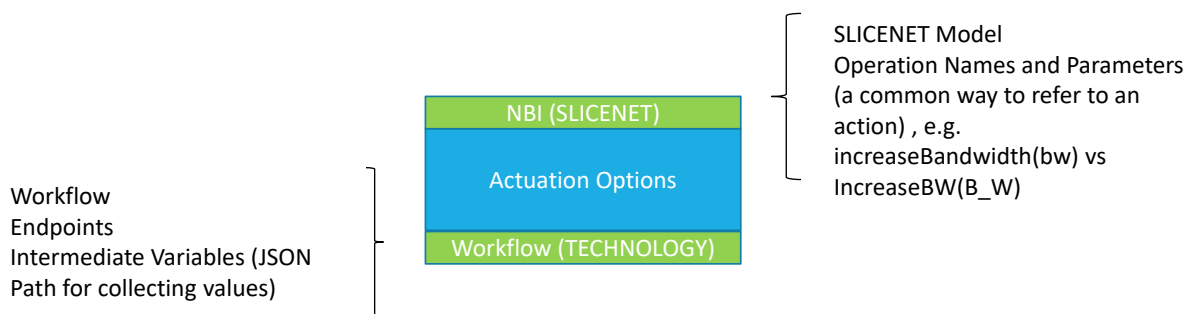 SLICENET Model
Operation Names and Parameters
(a common way to refer to an
action) , e.g.
increaseBandwidth(bw) vs
IncreaseBW(B_W)
NBI (SLICENET)
Actuation Options
Workflow (TECHNOLOGY)
Workflow
Endpoints
Intermediate Variables (JSON
Path for collecting values)